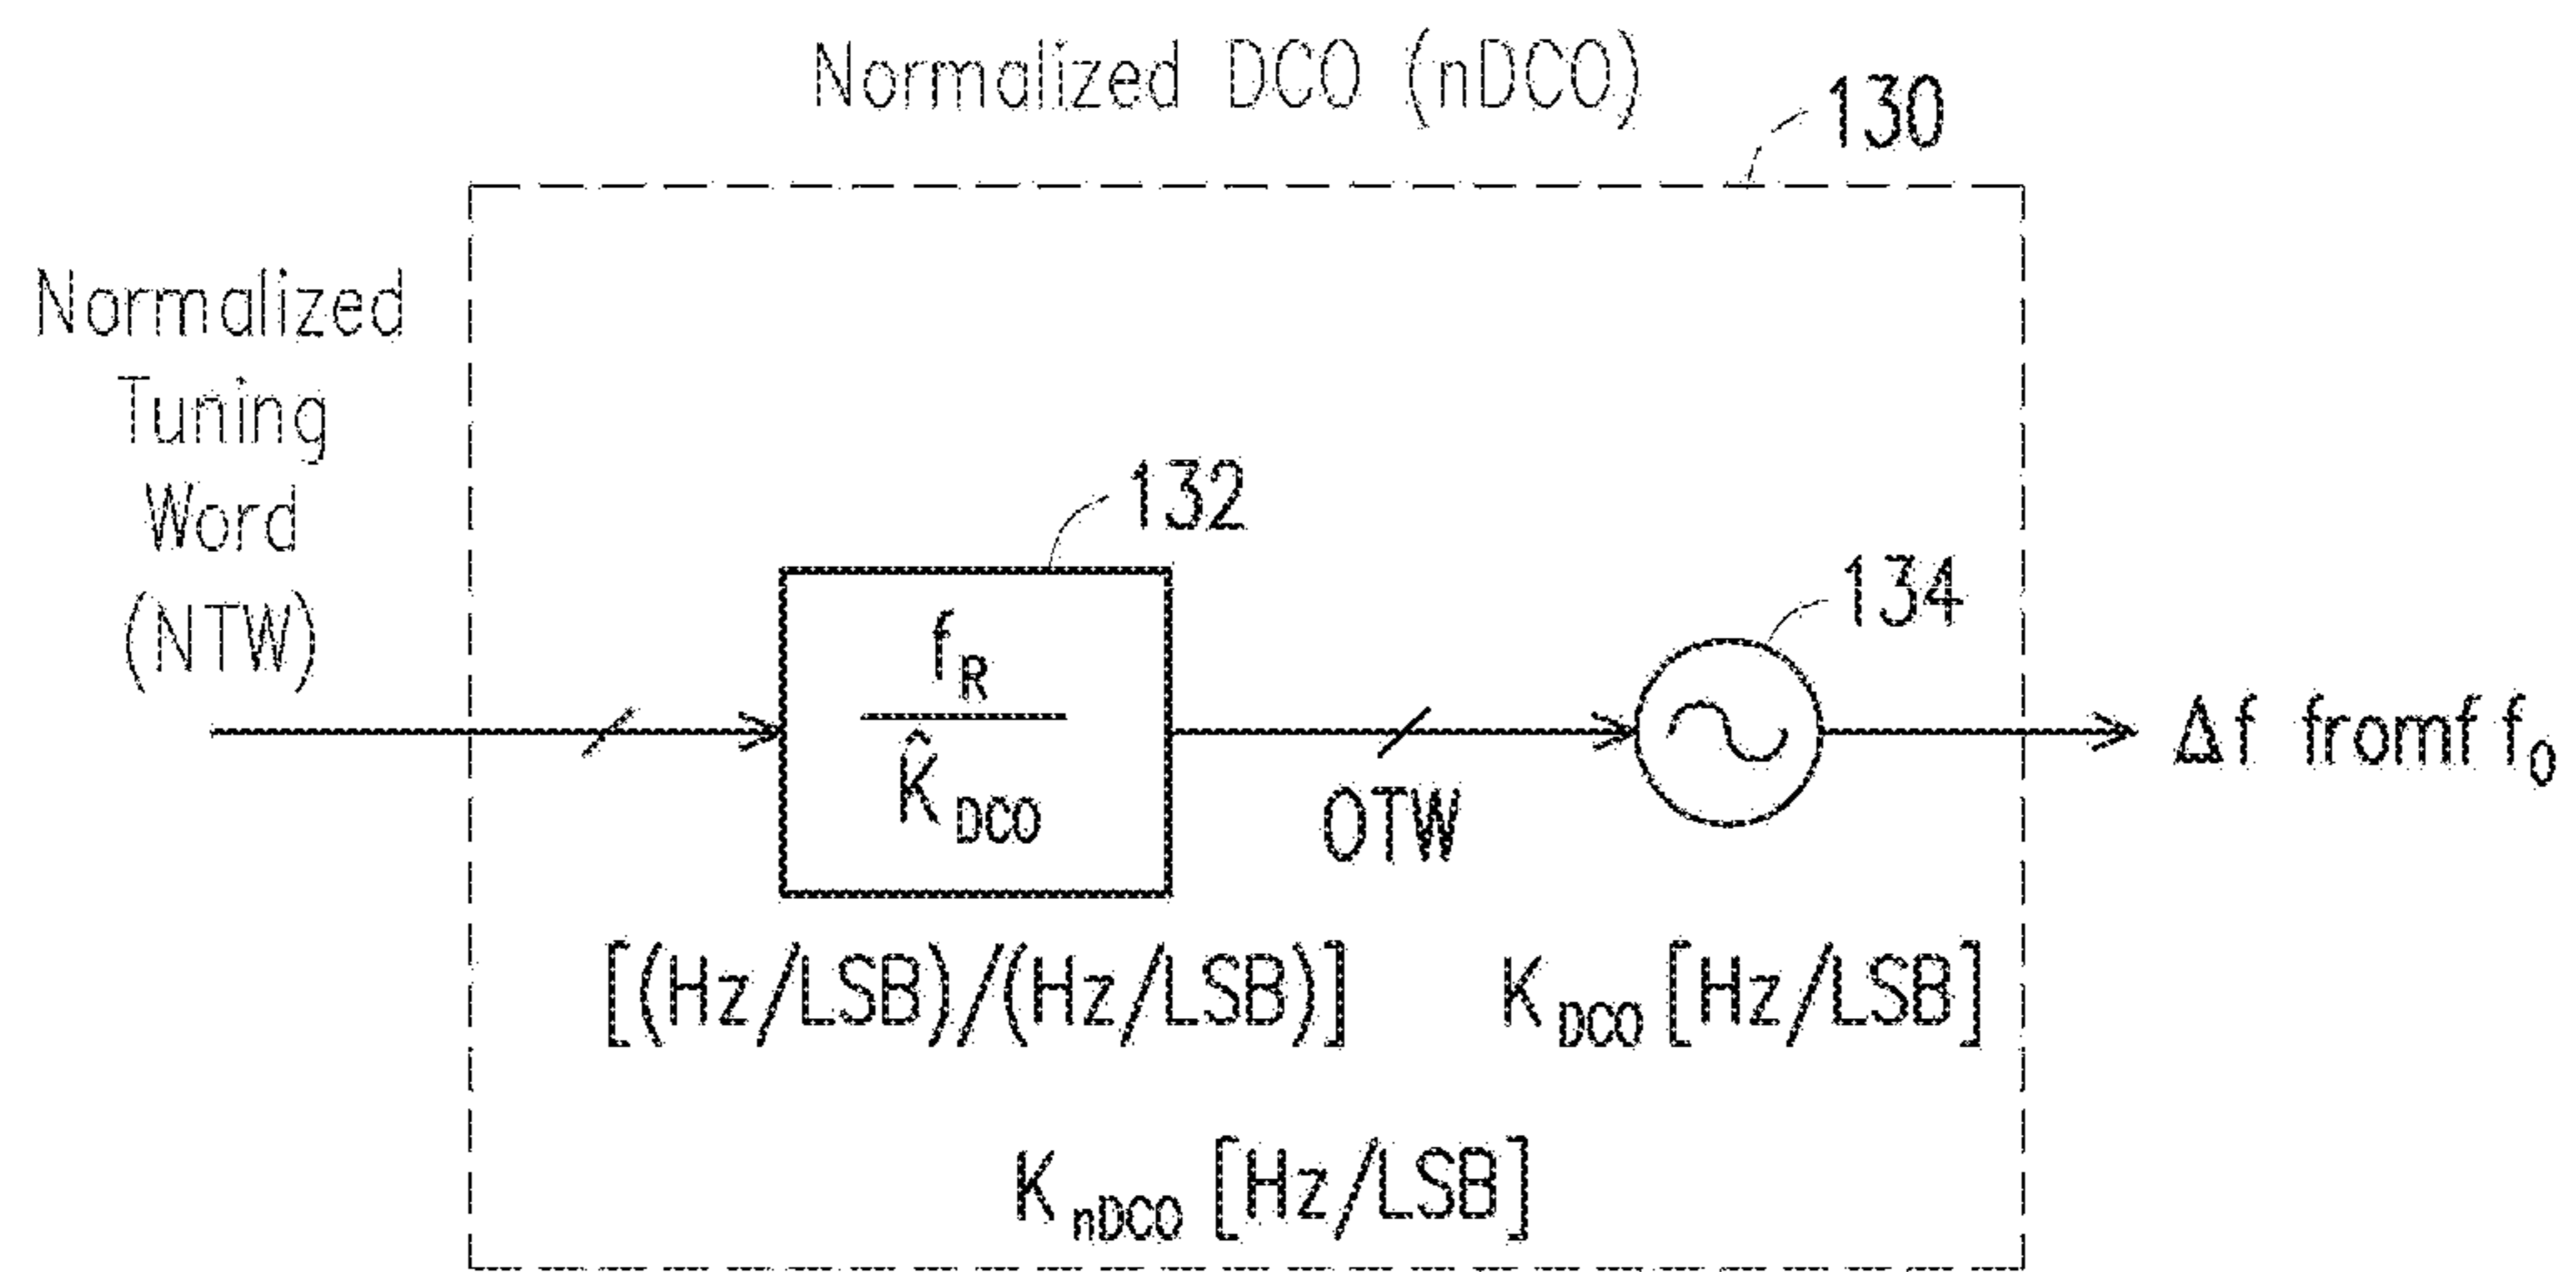 Normalized DCO (nDCO)
130
Normalized
Tuning
Word
(NTW)
132
134
f_R
K̂_DCO
OTW
Δf fromf f_0
[(Hz/LSB)/(Hz/LSB)]
K_DCO [Hz/LSB]
K_nDCO [Hz/LSB]